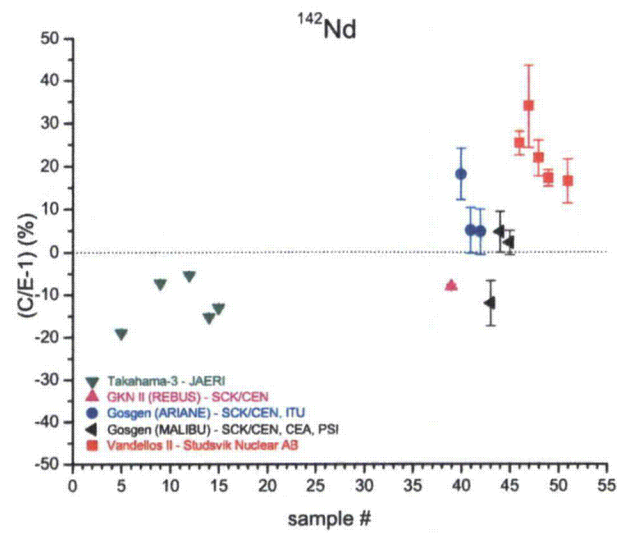 142Nd
50
40
30
20
10
0
-10
-20
-30
-40
-50
(C/E-1) (%)
Takahama-3 - JAERI
GKN II (REBUS) - SCK/CEN
Gosgen (ARIANE) - SCK/CEN, ITU
Gosgen (MALIBU) - SCK/CEN, CEA, PSI
Vandellos II - Studsvik Nuclear AB
0 5 10 15 20 25 30 35 40 45 50 55
sample #